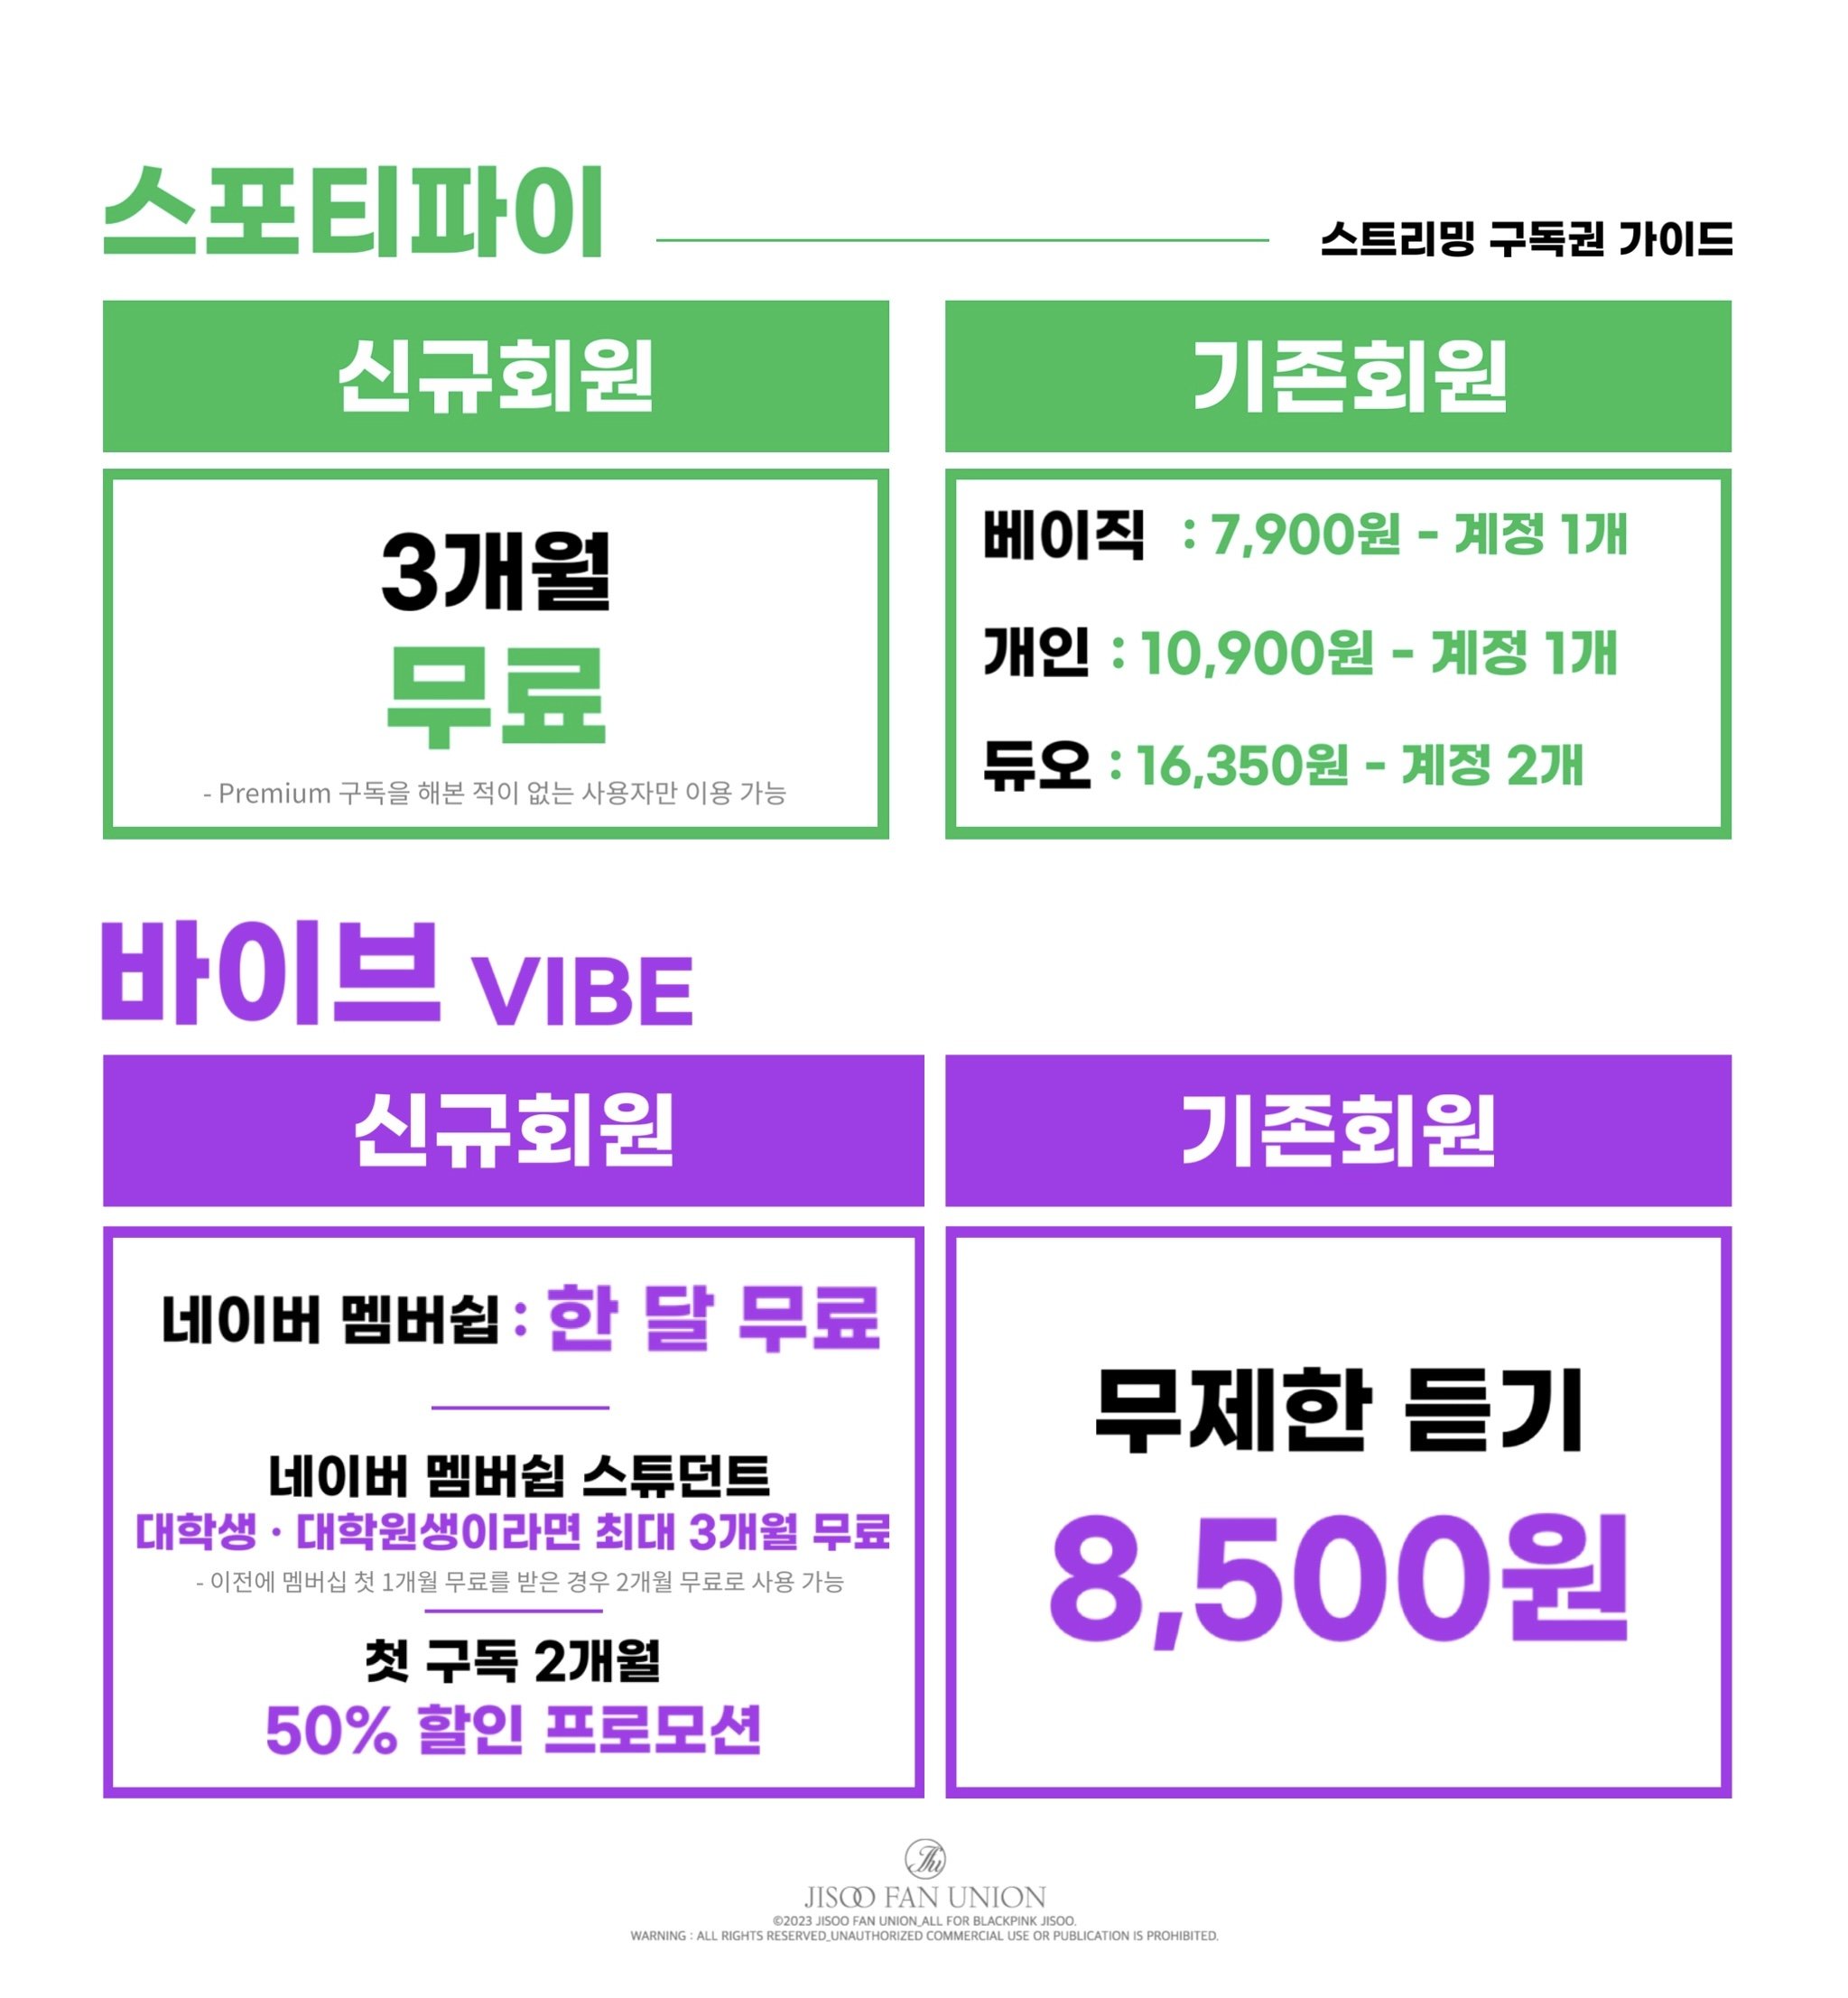 스포티파이
스트리밍 구독권 가이드
신규회원
기존회원
3개월
무료
- Premium 구독을 해본 적이 없는 사용자만 이용 가능
베이직 : 7,900원 - 계정 1개
개인 : 10,900원 - 계정 1개
듀오 : 16,350원 - 계정 2개
바이브 VIBE
신규회원
기존회원
네이버 멤버쉽 : 한 달 무료
네이버 멤버쉽 스튜던트
대학생 · 대학원생이라면 최대 3개월 무료
- 이전에 멤버십 첫 1개월 무료를 받은 경우 2개월 무료로 사용 가능
첫 구독 2개월
50% 할인 프로모션
무제한 듣기
8,500원
JISOO FAN UNION
©2023 JISOO FAN UNION_ALL FOR BLACKPINK JISOO.
WARNING : ALL RIGHTS RESERVED_UNAUTHORIZED COMMERCIAL USE OR PUBLICATION IS PROHIBITED.